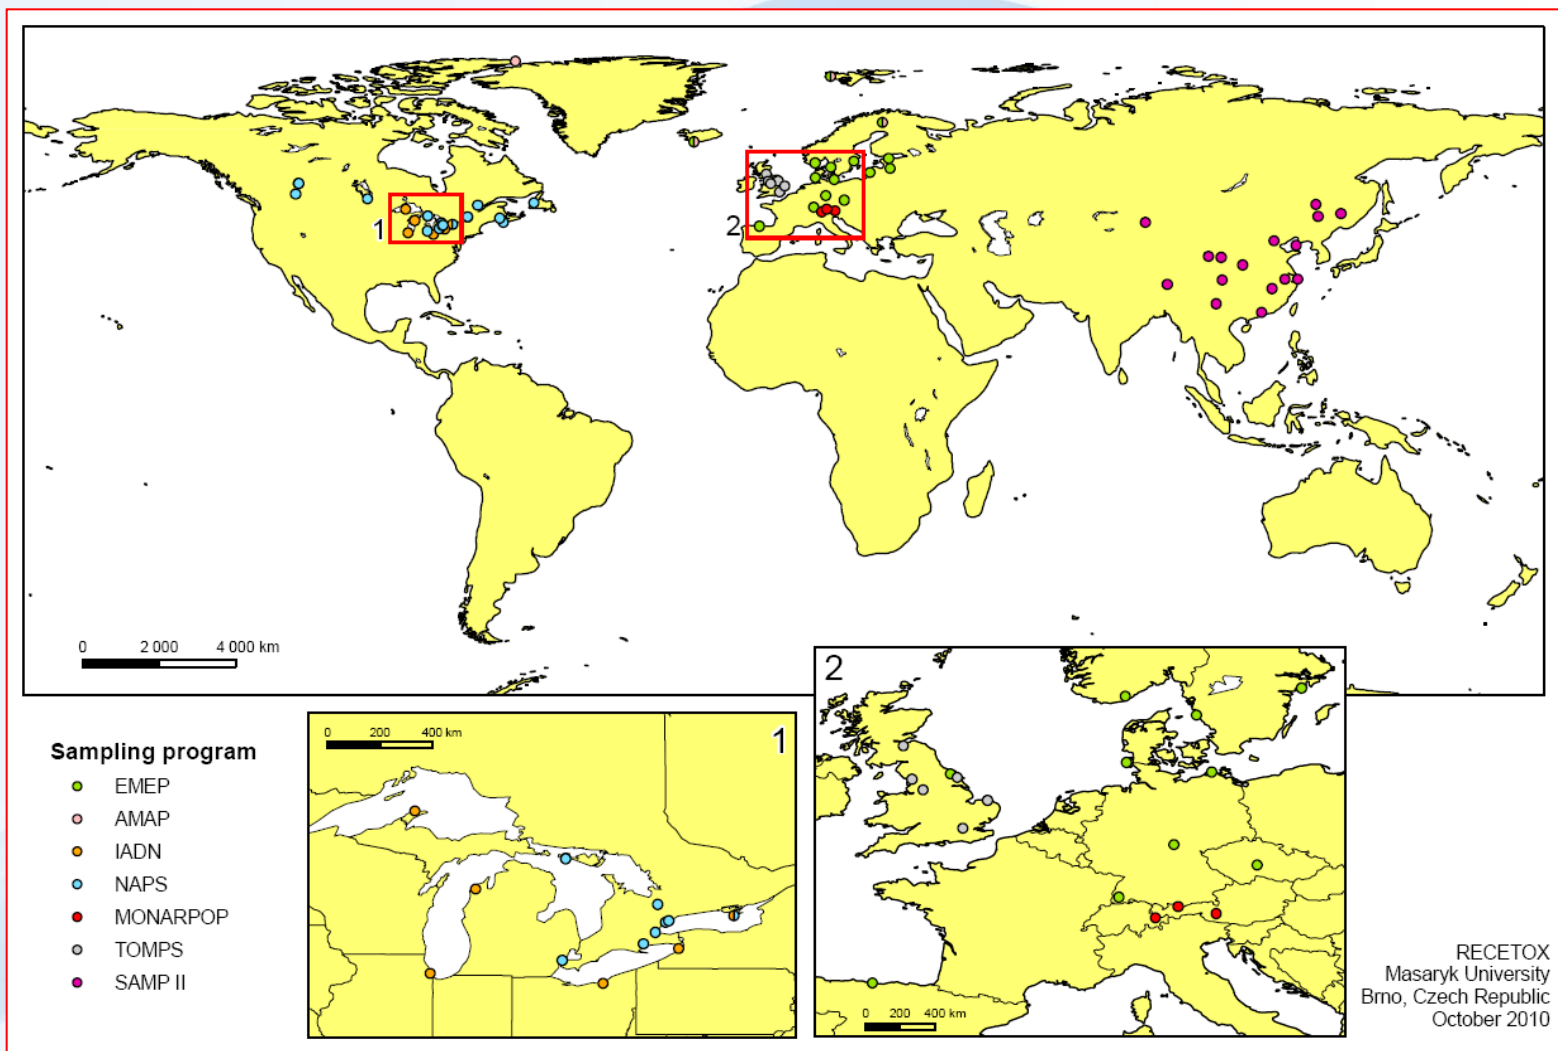 1
2
0 2 000 4 000 km
2
0 200 400 km
1
Sampling program
EMEP
AMAP
IADN
NAPS
MONARPOP
TOMPS
SAMP II
0 200 400 km
RECETOX
Masaryk University
Brno, Czech Republic
October 2010